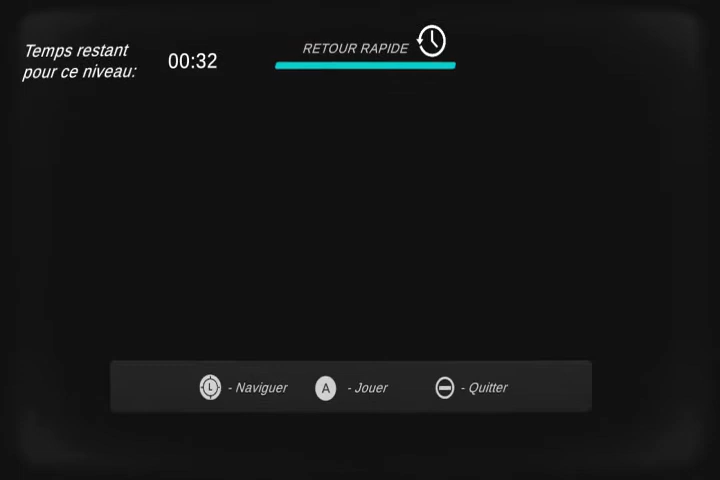 Temps restant
pour ce niveau:
00:32
RETOUR RAPIDE
L - Naviguer
A - Jouer
- Quitter